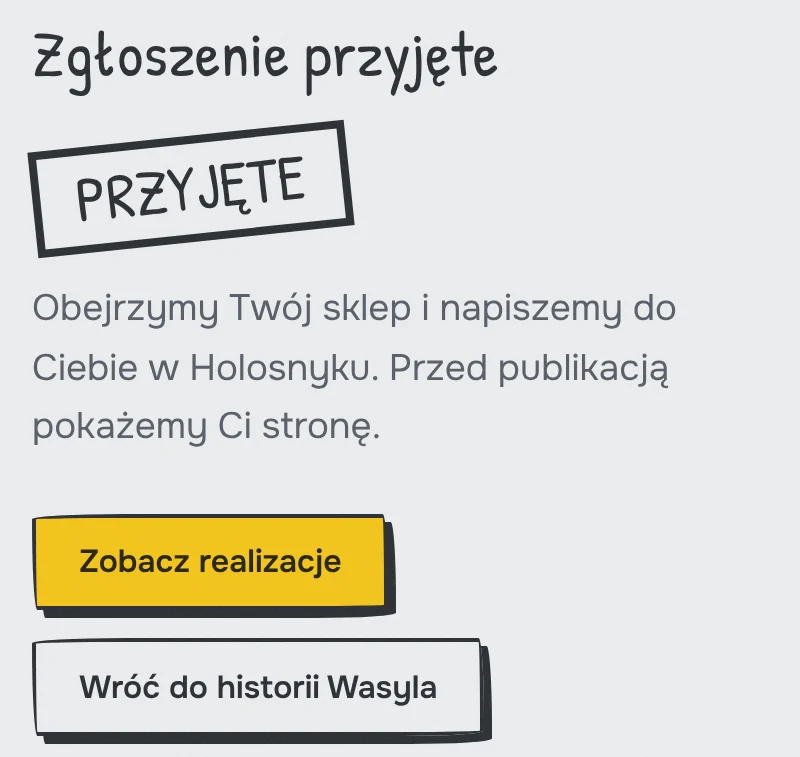 Zgłoszenie przyjęte
PRZYJĘTE
Obejrzymy Twój sklep i napiszemy do
Ciebie w Holosnyku. Przed publikacją
pokażemy Ci stronę.
Zobacz realizacje
Wróć do historii Wasyla